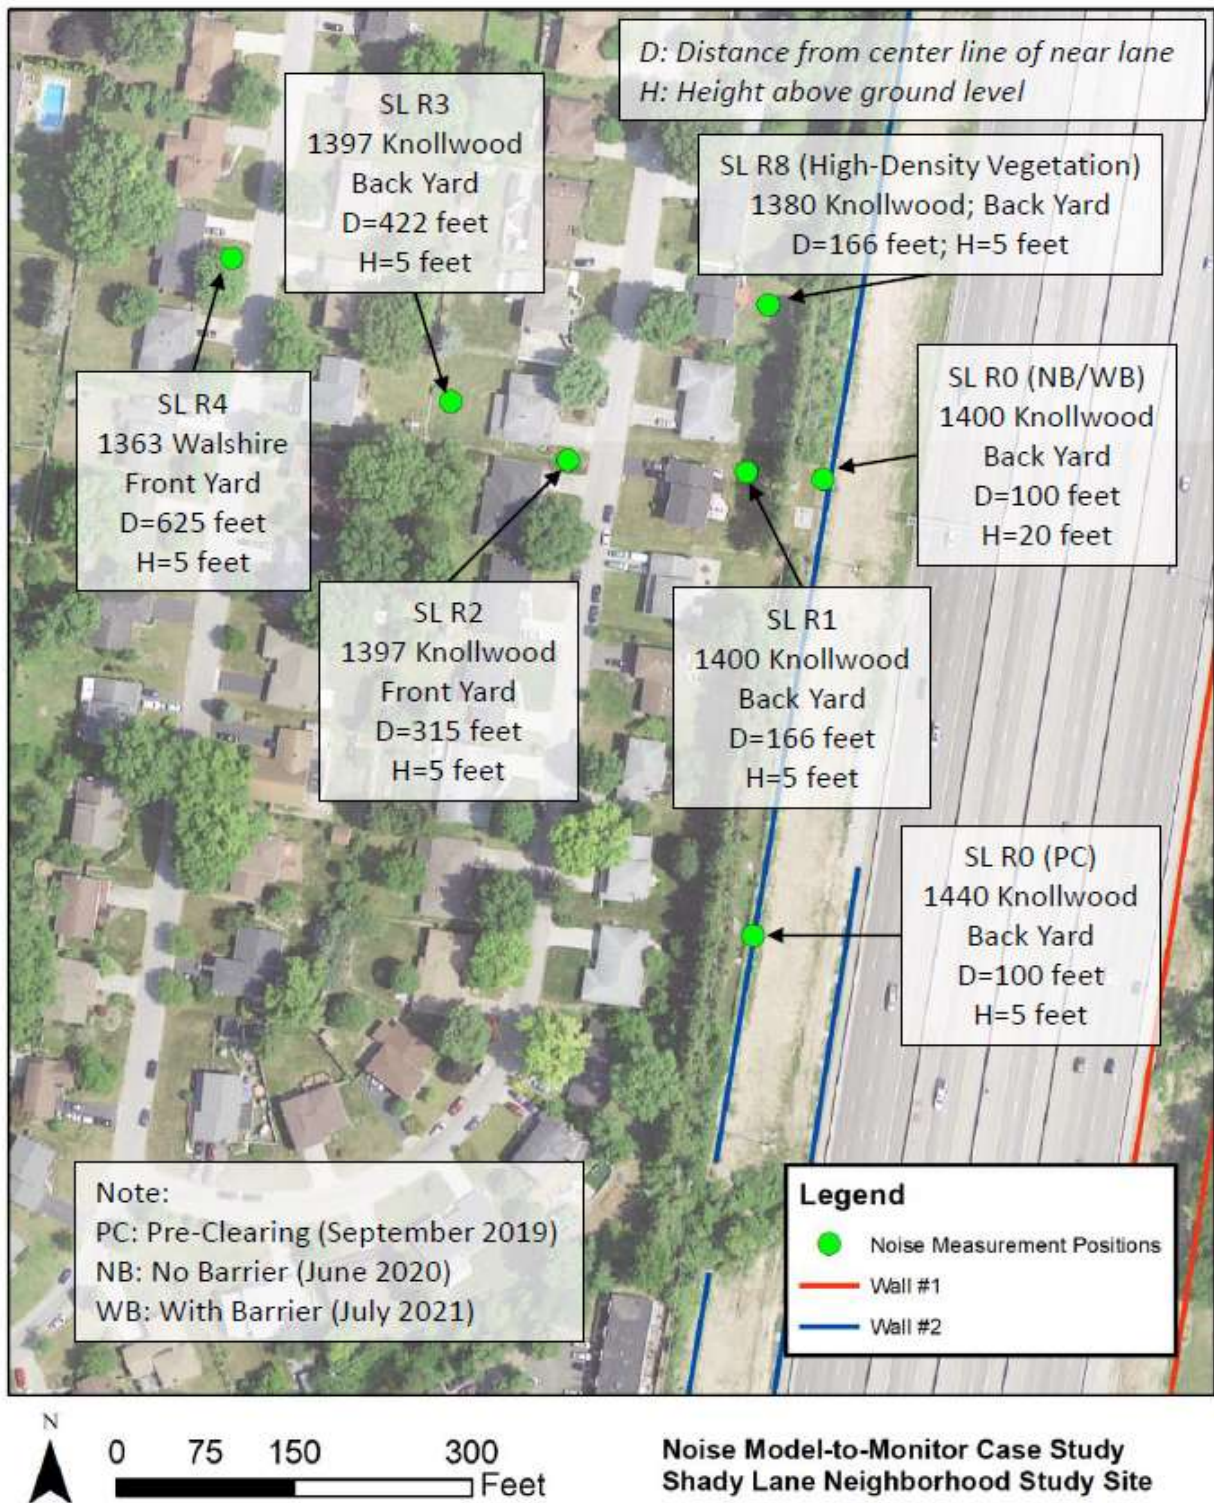 D: Distance from center line of near lane
H: Height above ground level
SL R3
1397 Knollwood
Back Yard
D=422 feet
H=5 feet
SL R8 (High-Density Vegetation)
1380 Knollwood; Back Yard
D=166 feet; H=5 feet
SL R4
1363 Walshire
Front Yard
D=625 feet
H=5 feet
SL R0 (NB/WB)
1400 Knollwood
Back Yard
D=100 feet
H=20 feet
SL R2
1397 Knollwood
Front Yard
D=315 feet
H=5 feet
SL R1
1400 Knollwood
Back Yard
D=166 feet
H=5 feet
SL R0 (PC)
1440 Knollwood
Back Yard
D=100 feet
H=5 feet
Note:
PC: Pre-Clearing (September 2019)
NB: No Barrier (June 2020)
WB: With Barrier (July 2021)
Legend
Noise Measurement Positions
Wall #1
Wall #2
N
0 75 150 300
Feet
Noise Model-to-Monitor Case Study
Shady Lane Neighborhood Study Site